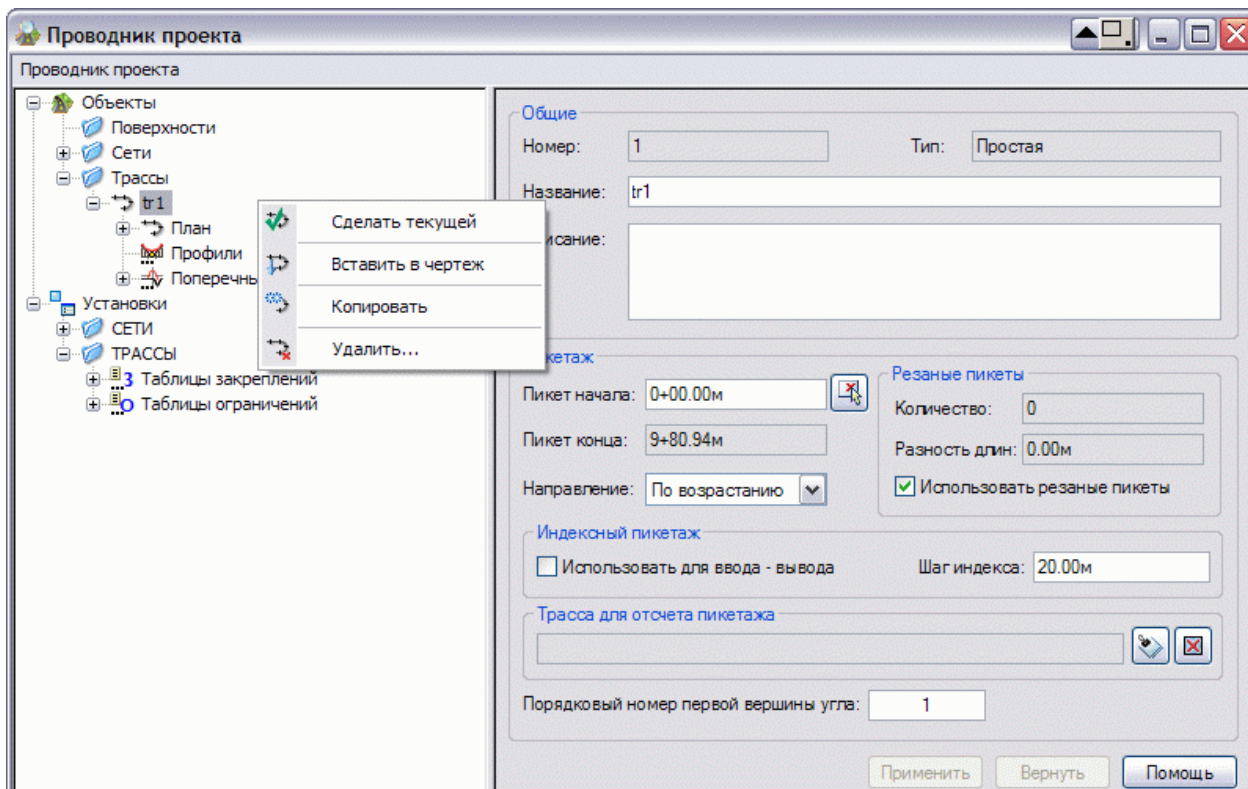 Проводник проекта
Проводник проекта
Объекты
Поверхности
Сети
Трассы
tr1
План
Профили
Поперечны
Установки
СЕТИ
ТРАССЫ
Таблицы закреплений
Таблицы ограничений
Сделать текущей
Вставить в чертеж
Копировать
Удалить...
Общие
Номер: 1 Тип: Простая
Название: tr1
писание:
кетаж
Пикет начала: 0+00.00м
Пикет конца: 9+80.94м
Направление: По возрастанию
Резаные пикеты
Количество: 0
Разность длин: 0.00м
Использовать резаные пикеты
Индексный пикетаж
Использовать для ввода - вывода Шаг индекса: 20.00м
Трасса для отсчета пикетажа
Порядковый номер первой вершины угла: 1
Применить Вернуть Помощь